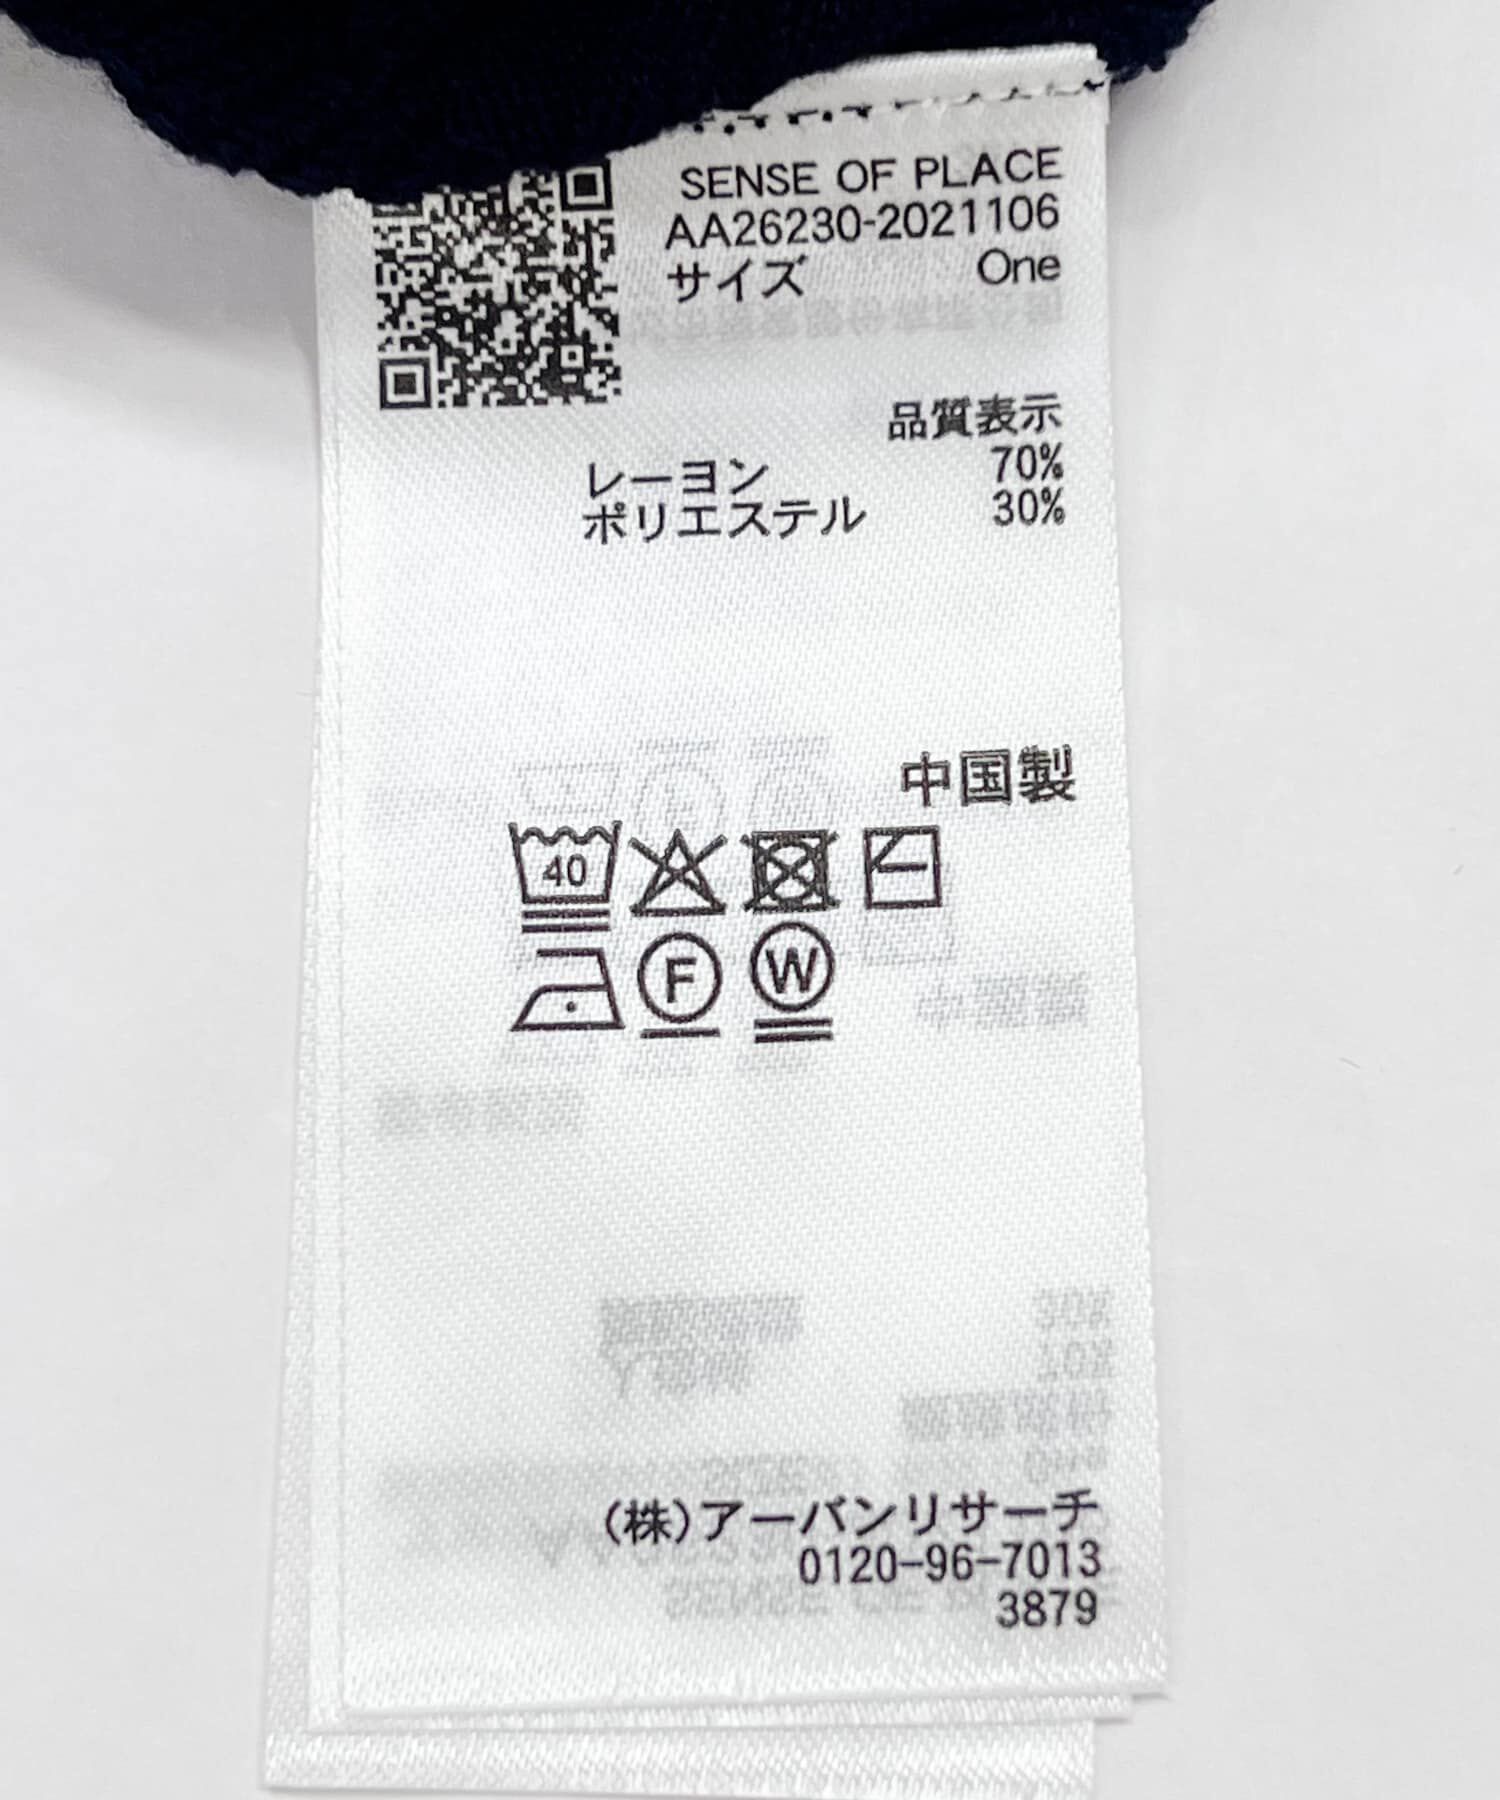 SENSE OF PLACE
AA26230-2021106
サイズ One
品質表示
レーヨン 70%
ポリエステル 30%
中国製
40
F W
(株)アーバンリサーチ
0120-96-7013
3879